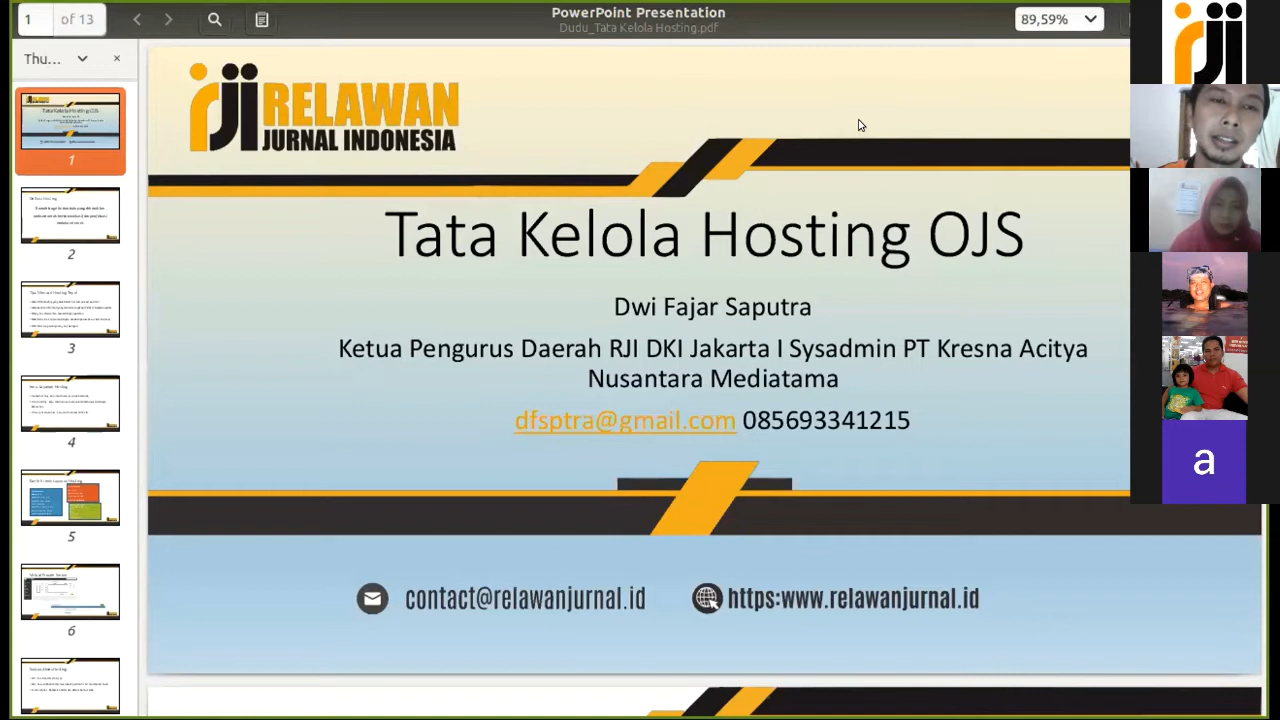 1 of 13
PowerPoint Presentation
Dudu_Tata Kelola Hosting.pdf
89,59%
Thu...
1
2
3
4
5
6
RELAWAN
JURNAL INDONESIA
Tata Kelola Hosting OJS
Dwi Fajar Saputra
Ketua Pengurus Daerah RJI DKI Jakarta I Sysadmin PT Kresna Acitya
Nusantara Mediatama
dfsptra@gmail.com 085693341215
contact@relawanjurnal.id
https:www.relawanjurnal.id
rji
a